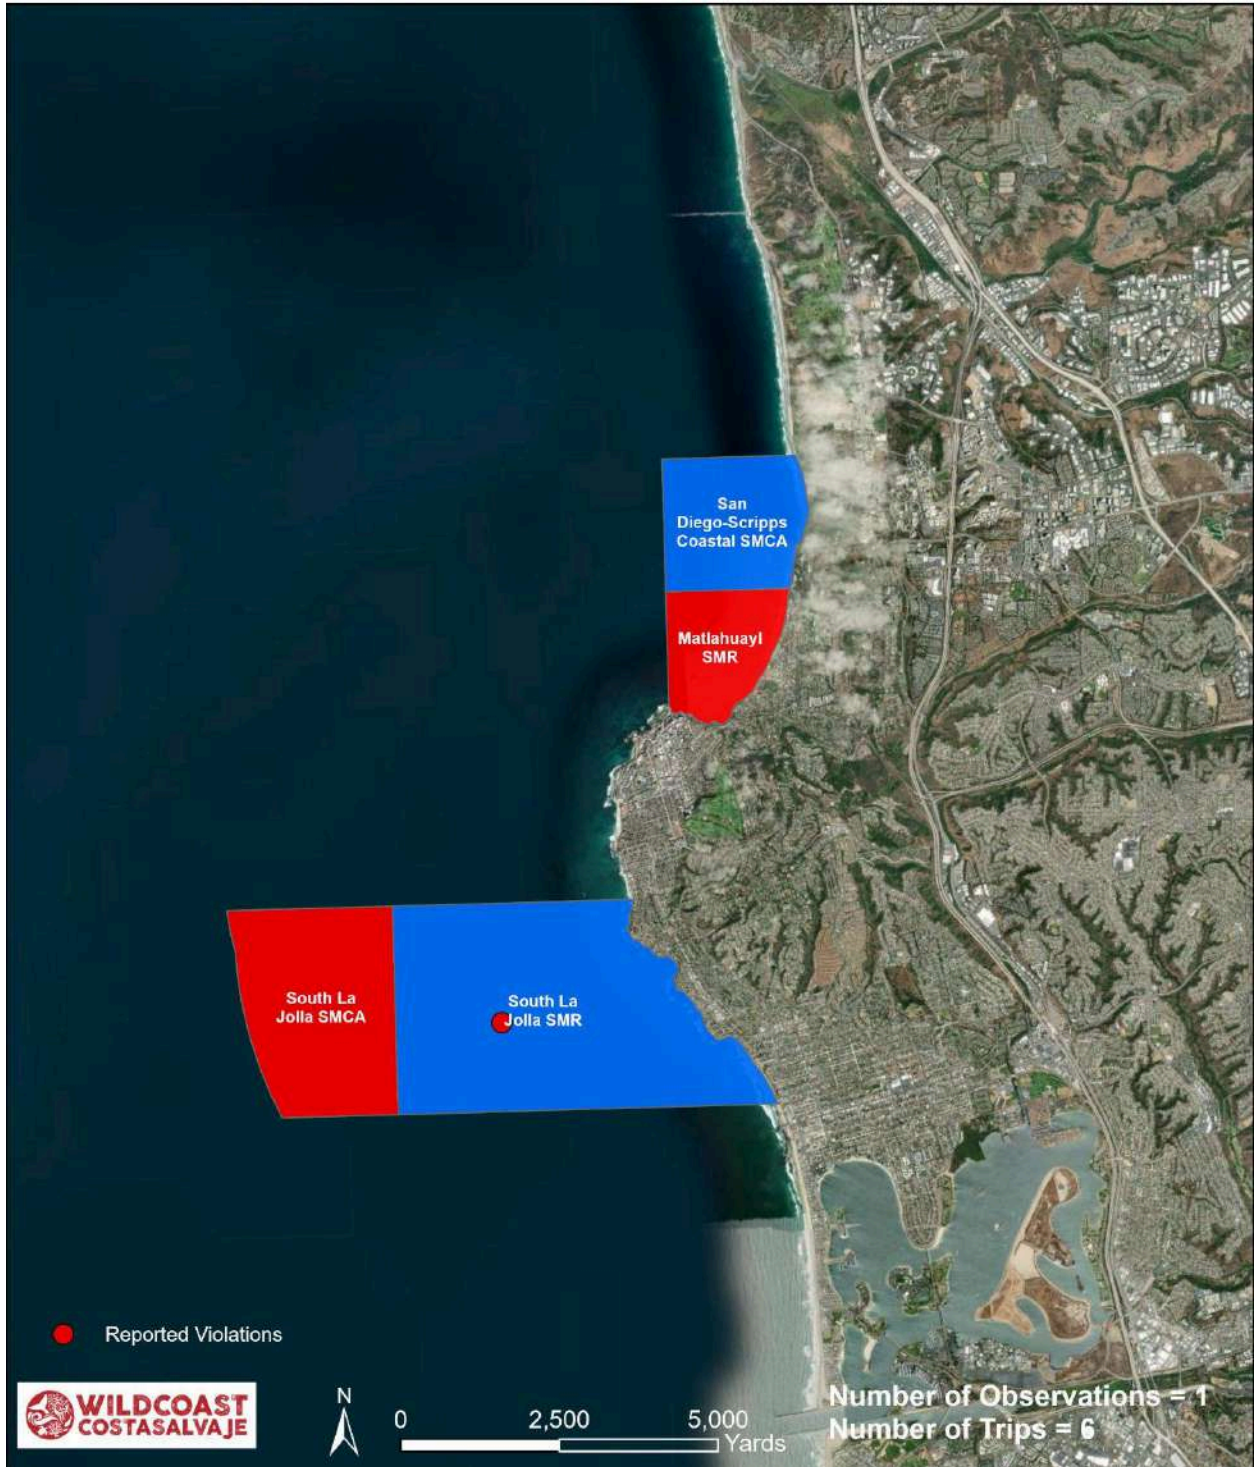 San
Diego-Scripps
Coastal SMCA
Matlahuayl
SMR
South La
Jolla SMCA
South La
Jolla SMR
Reported Violations
WILDCOAST
COSTASALVAJE
N
0 2,500 5,000
Yards
Number of Observations = 1
Number of Trips = 6